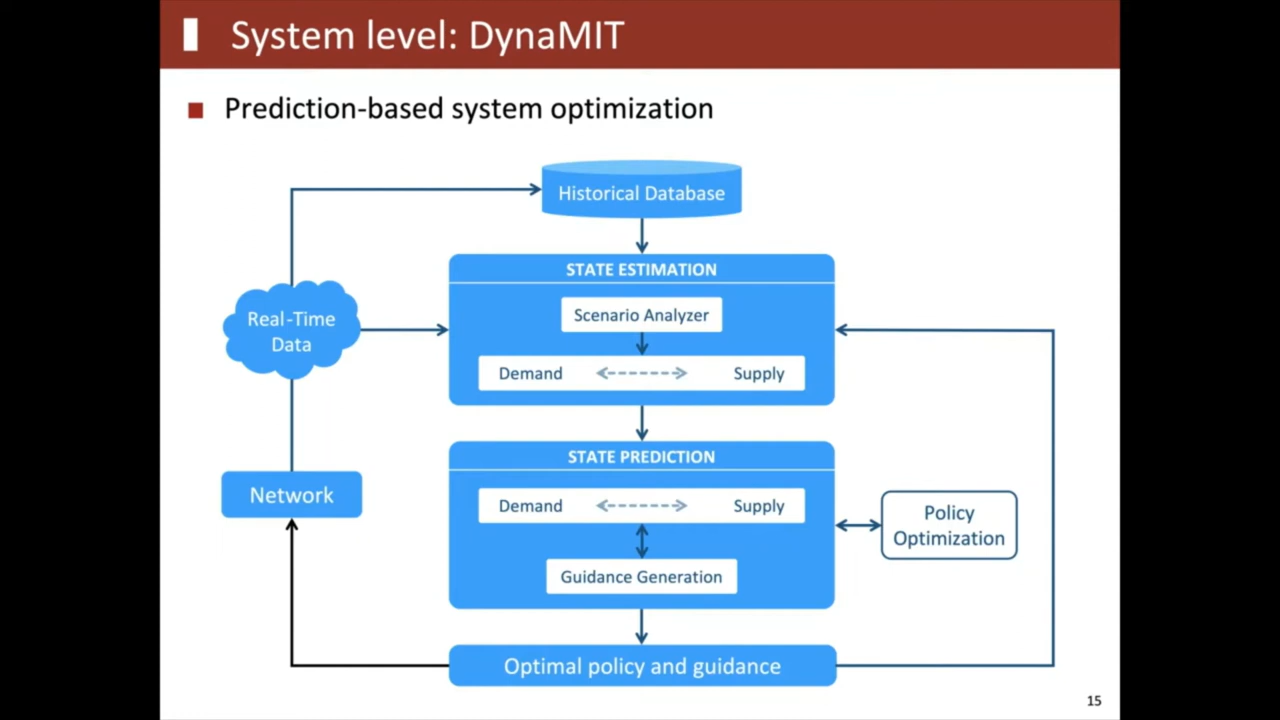 System level: DynaMIT
Prediction-based system optimization
Historical Database
STATE ESTIMATION
Scenario Analyzer
Real-Time
Data
Demand
Supply
STATE PREDICTION
Network
Demand
Supply
Policy
Optimization
Guidance Generation
Optimal policy and guidance
15